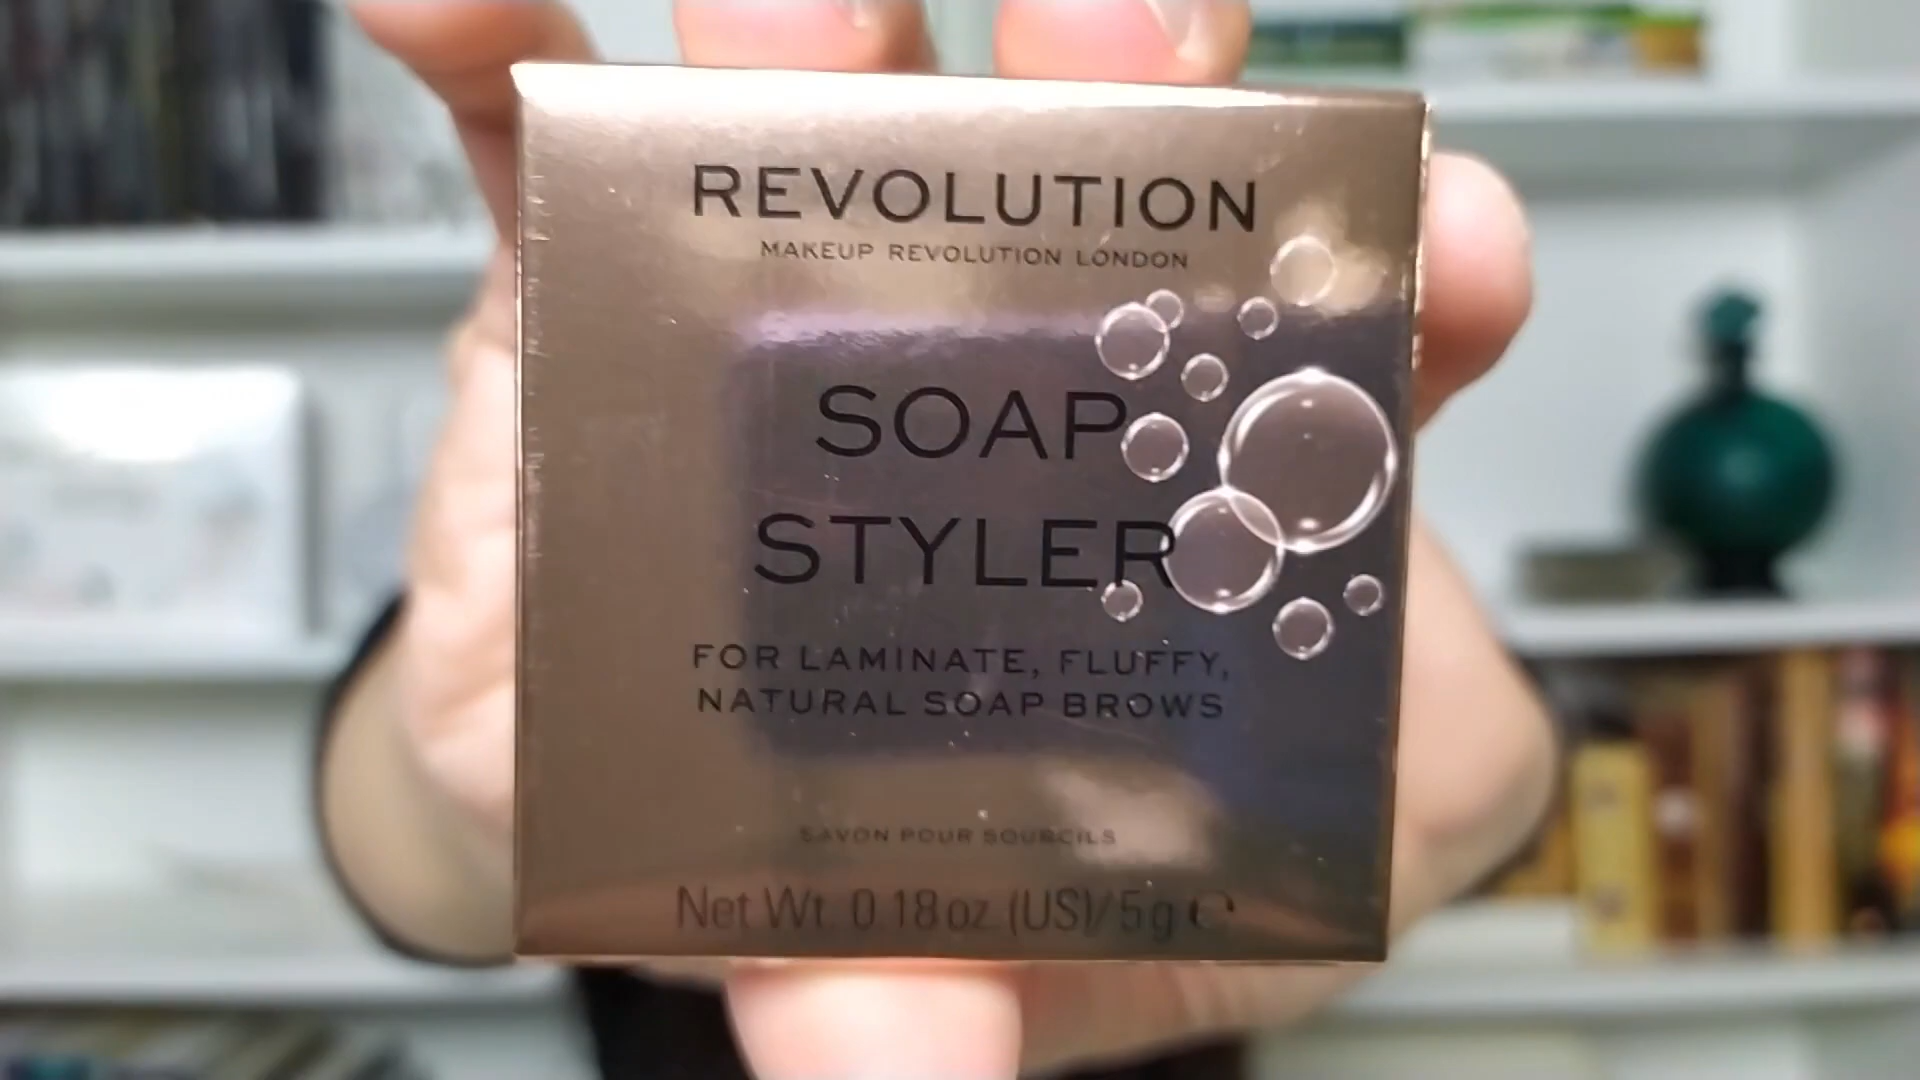 REVOLUTION
MAKEUP REVOLUTION LONDON
SOAP
STYLER
FOR LAMINATE, FLUFFY,
NATURAL SOAP BROWS
SAVON POUR SOURCILS
Net Wt. 0.18 oz. (US)/5g ℮